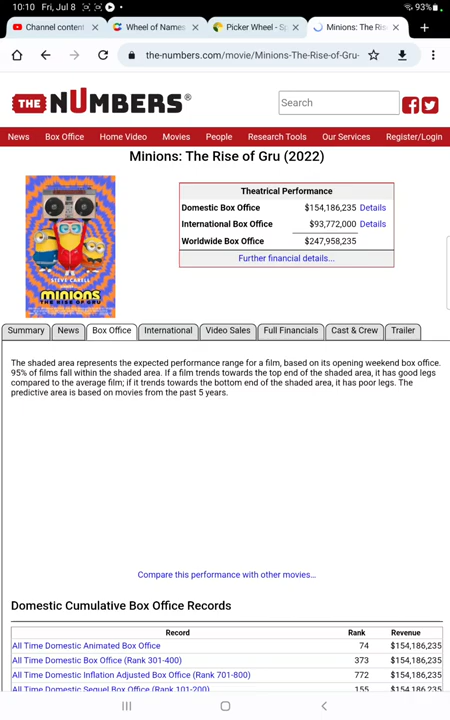 10:10 Fri, Jul 8 93%
Channel content Wheel of Names Picker Wheel - Sp Minions: The Ris
the-numbers.com/movie/Minions-The-Rise-of-Gru-
THE NUMBERS®
Search
News Box Office Home Video Movies People Research Tools Our Services Register/Login
Minions: The Rise of Gru (2022)
Theatrical Performance
Domestic Box Office $154,186,235 Details
International Box Office $93,772,000 Details
Worldwide Box Office $247,958,235
Further financial details...
STEVE CARELL
MINIONS
THE RISE OF GRU
Summary News Box Office International Video Sales Full Financials Cast & Crew Trailer
The shaded area represents the expected performance range for a film, based on its opening weekend box office.
95% of films fall within the shaded area. If a film trends towards the top end of the shaded area, it has good legs
compared to the average film; if it trends towards the bottom end of the shaded area, it has poor legs. The
predictive area is based on movies from the past 5 years.
Compare this performance with other movies...
Domestic Cumulative Box Office Records
Record Rank Revenue
All Time Domestic Animated Box Office 74 $154,186,235
All Time Domestic Box Office (Rank 301-400) 373 $154,186,235
All Time Domestic Inflation Adjusted Box Office (Rank 701-800) 772 $154,186,235
All Time Domestic Sequel Box Office (Rank 101-200) 155 $154,186,235